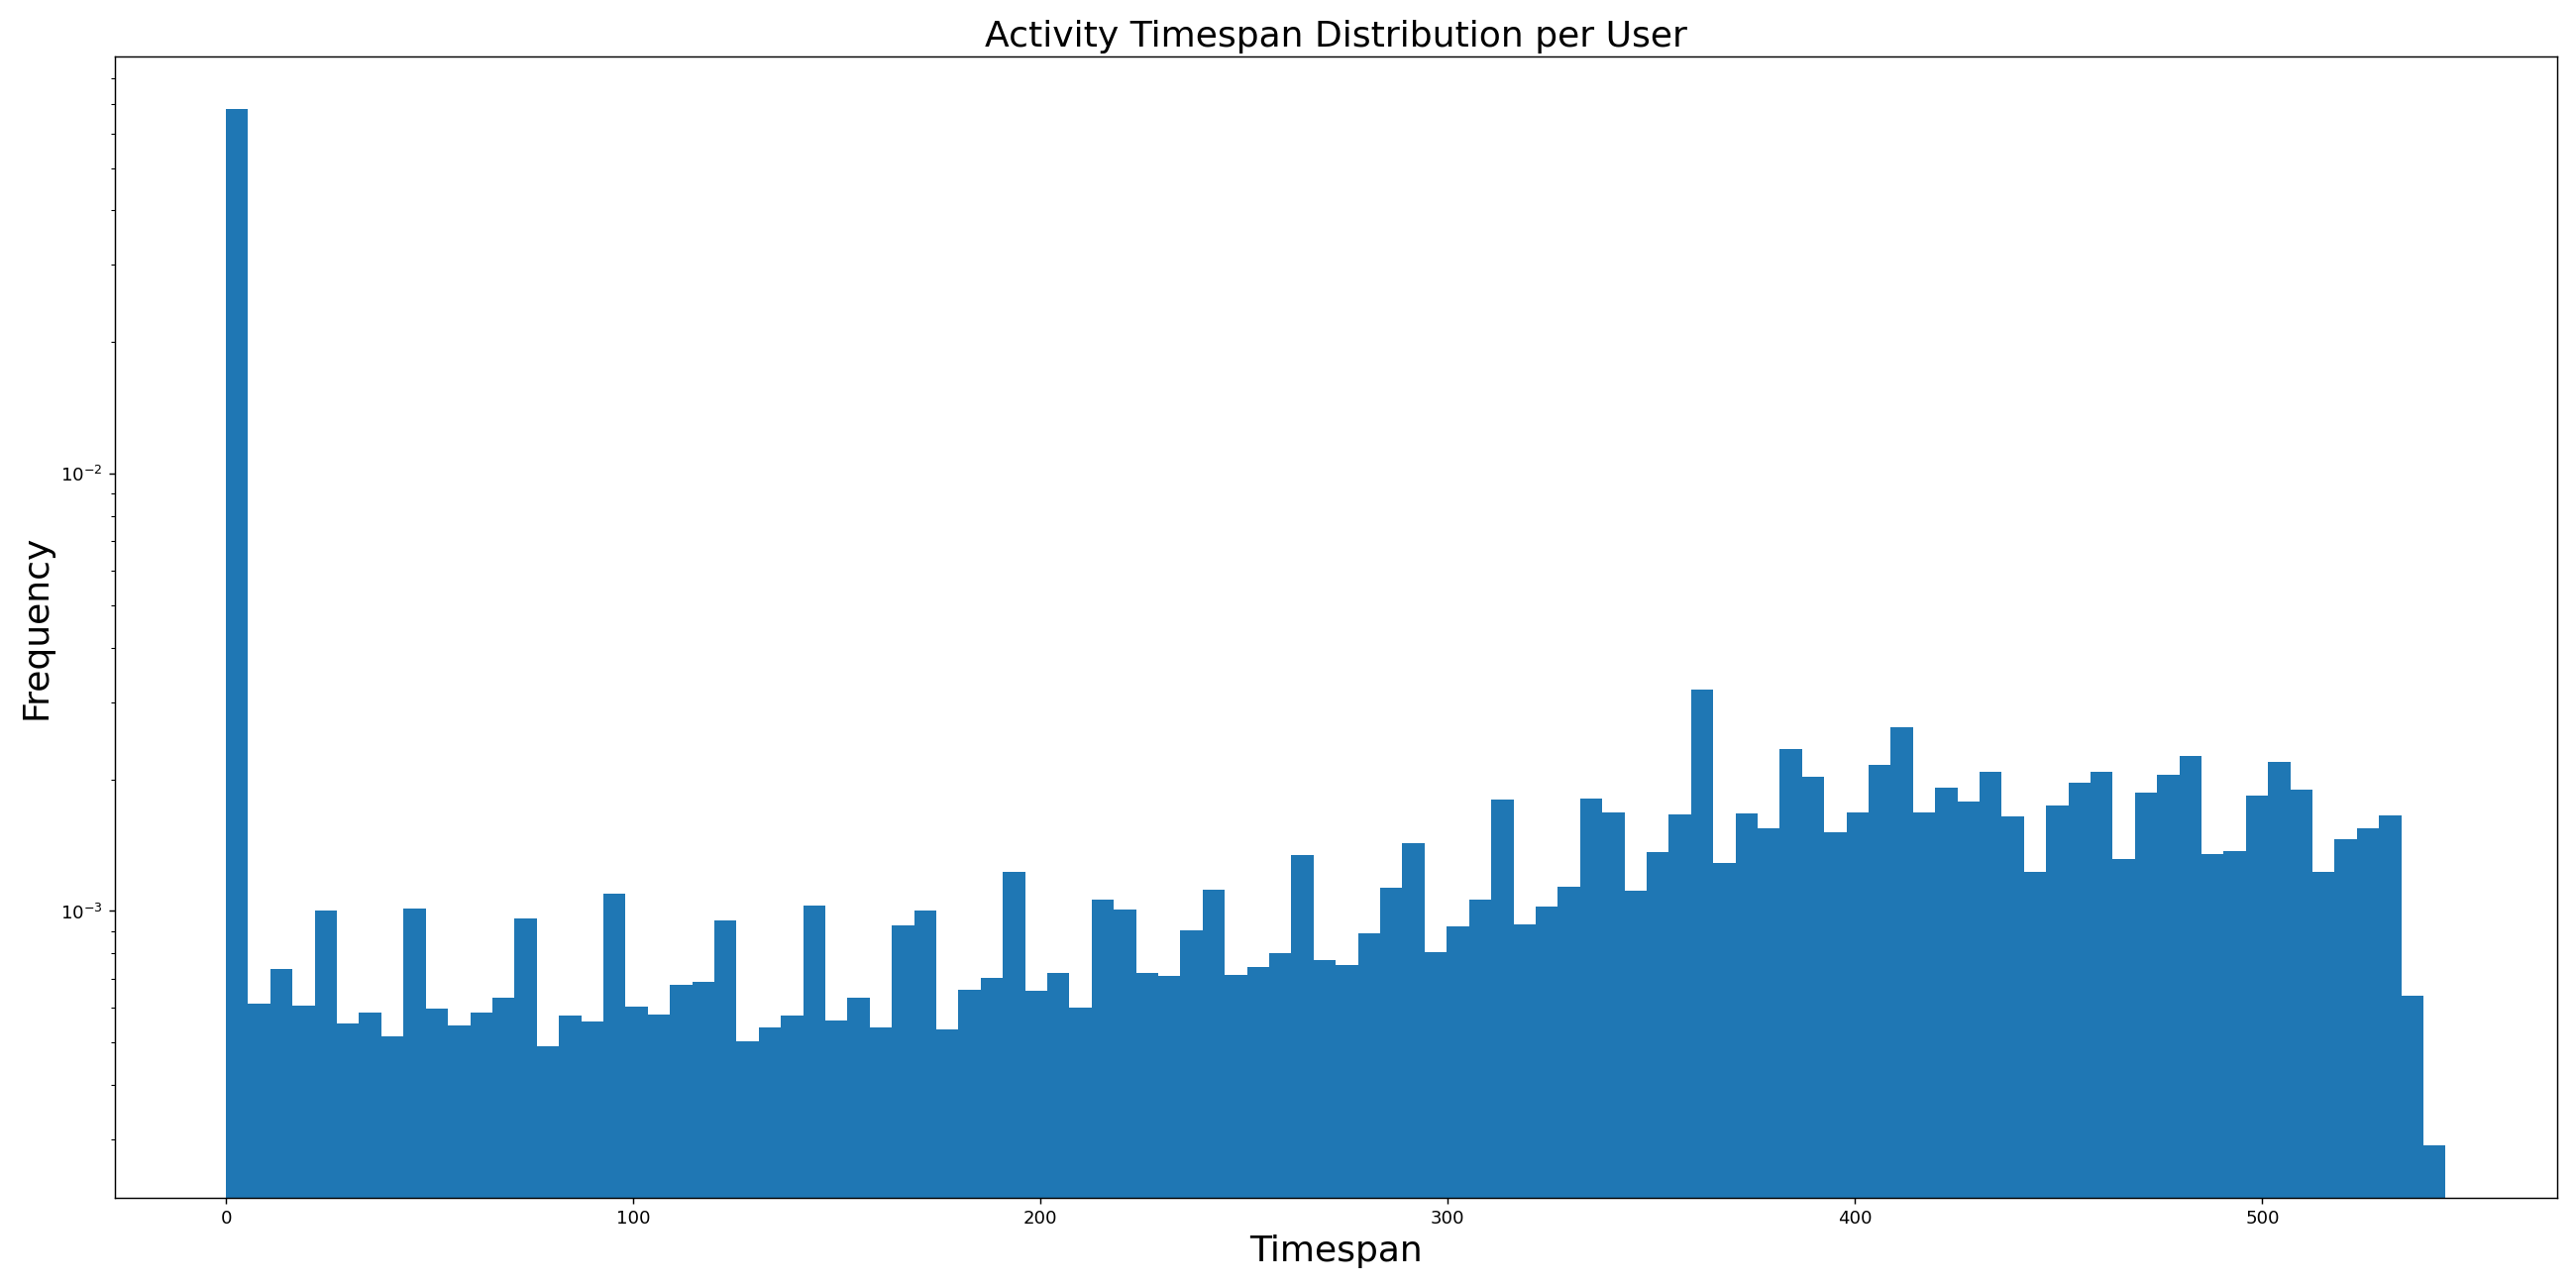 Activity Timespan Distribution per User
Frequency
10⁻²
10⁻³
0 100 200 300 400 500
Timespan